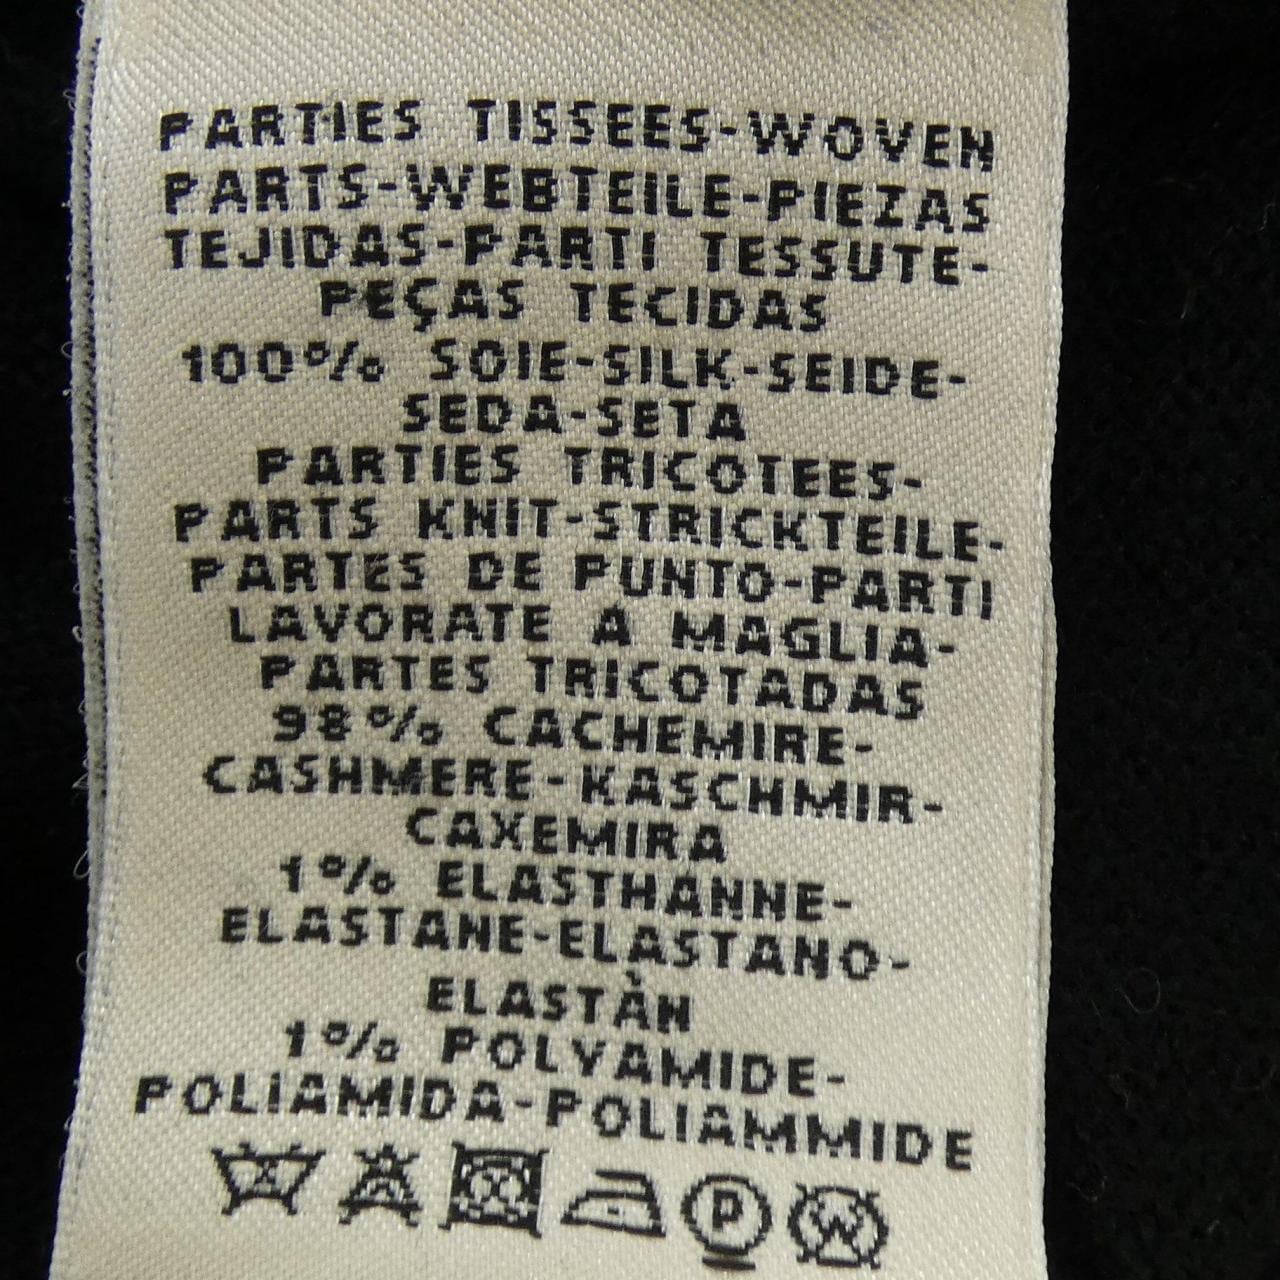 PARTIES TISSEES-WOVEN
PARTS-WEBTEILE-PIEZAS
TEJIDAS-PARTI TESSUTE-
PEÇAS TECIDAS
100% SOIE-SILK-SEIDE-
SEDA-SETA
PARTIES TRICOTEES-
PARTS KNIT-STRICKTEILE-
PARTES DE PUNTO-PARTI
LAVORATE A MAGLIA-
PARTES TRICOTADAS
98% CACHEMIRE-
CASHMERE-KASCHMIR-
CAXEMIRA
1% ELASTHANNE-
ELASTANE-ELASTANO-
ELASTÀN
1% POLYAMIDE-
POLIAMIDA-POLIAMMIDE
P W